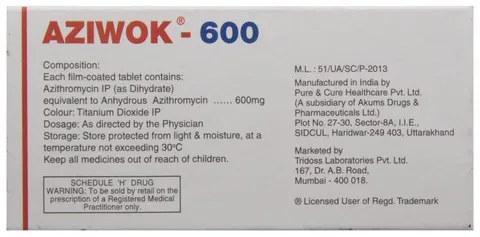 AZIWOK® - 600
Composition:
Each film-coated tablet contains:
Azithromycin IP (as Dihydrate)
equivalent to Anhydrous Azithromycin ...... 600mg
Colour: Titanium Dioxide IP
Dosage: As directed by the Physician
Storage: Store protected from light & moisture, at a
temperature not exceeding 30ºC
Keep all medicines out of reach of children.
SCHEDULE 'H' DRUG
WARNING: To be sold by retail on the
prescription of a Registered Medical
Practitioner only.
M.L. : 51/UA/SC/P-2013
Manufactured in India by
Pure & Cure Healthcare Pvt. Ltd.
(A subsidiary of Akums Drugs &
Pharmaceuticals Ltd.)
Plot No. 27-30, Sector-8A, I.I.E.,
SIDCUL, Haridwar-249 403, Uttarakhand
Marketed by
Tridoss Laboratories Pvt. Ltd.
167, Dr. A.B. Road,
Mumbai - 400 018.
® Licensed User of Regd. Trademark